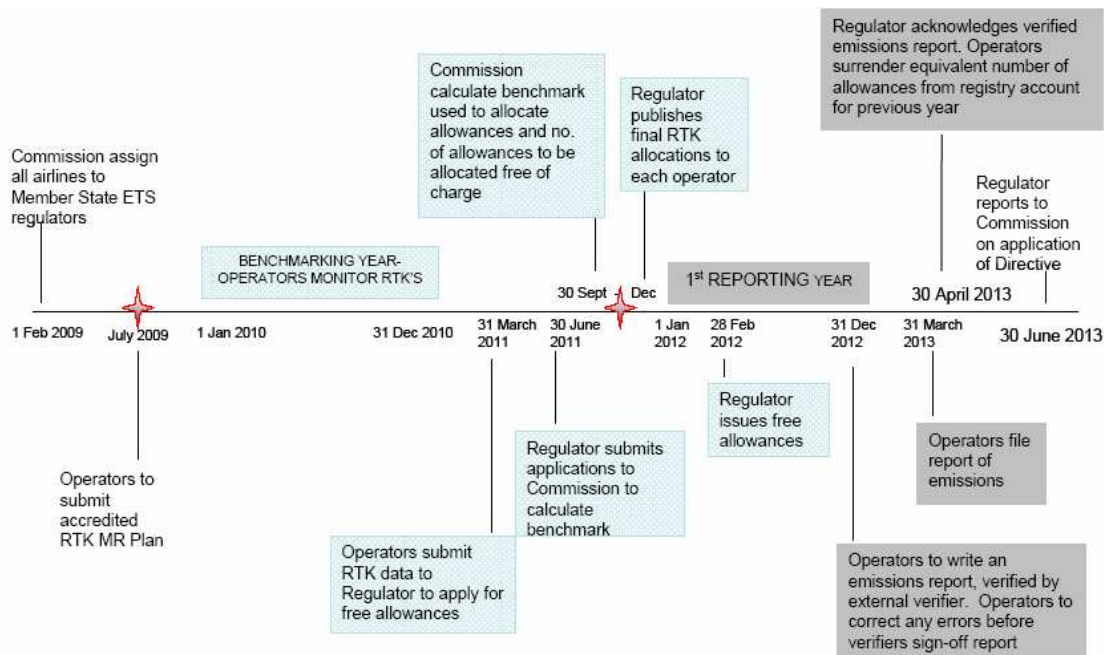 Regulator acknowledges verified
emissions report. Operators
surrender equivalent number of
allowances from registry account
for previous year
Commission
calculate benchmark
used to allocate
allowances and no.
of allowances to be
allocated free of
charge
Regulator
publishes
final RTK
allocations to
each operator
Commission assign
all airlines to
Member State ETS
regulators
Regulator
reports to
Commission
on application
of Directive
BENCHMARKING YEAR-
OPERATORS MONITOR RTK'S
30 Sept - Dec
1st REPORTING YEAR
30 April 2013
1 Feb 2009
July 2009
1 Jan 2010
31 Dec 2010
31 March
2011
30 June
2011
1 Jan
2012
28 Feb
2012
31 Dec
2012
31 March
2013
30 June 2013
Operators to
submit
accredited
RTK MR Plan
Operators submit
RTK data to
Regulator to apply for
free allowances
Regulator submits
applications to
Commission to
calculate
benchmark
Regulator
issues free
allowances
Operators file
report of
emissions
Operators to write an
emissions report, verified by
external verifier. Operators to
correct any errors before
verifiers sign-off report